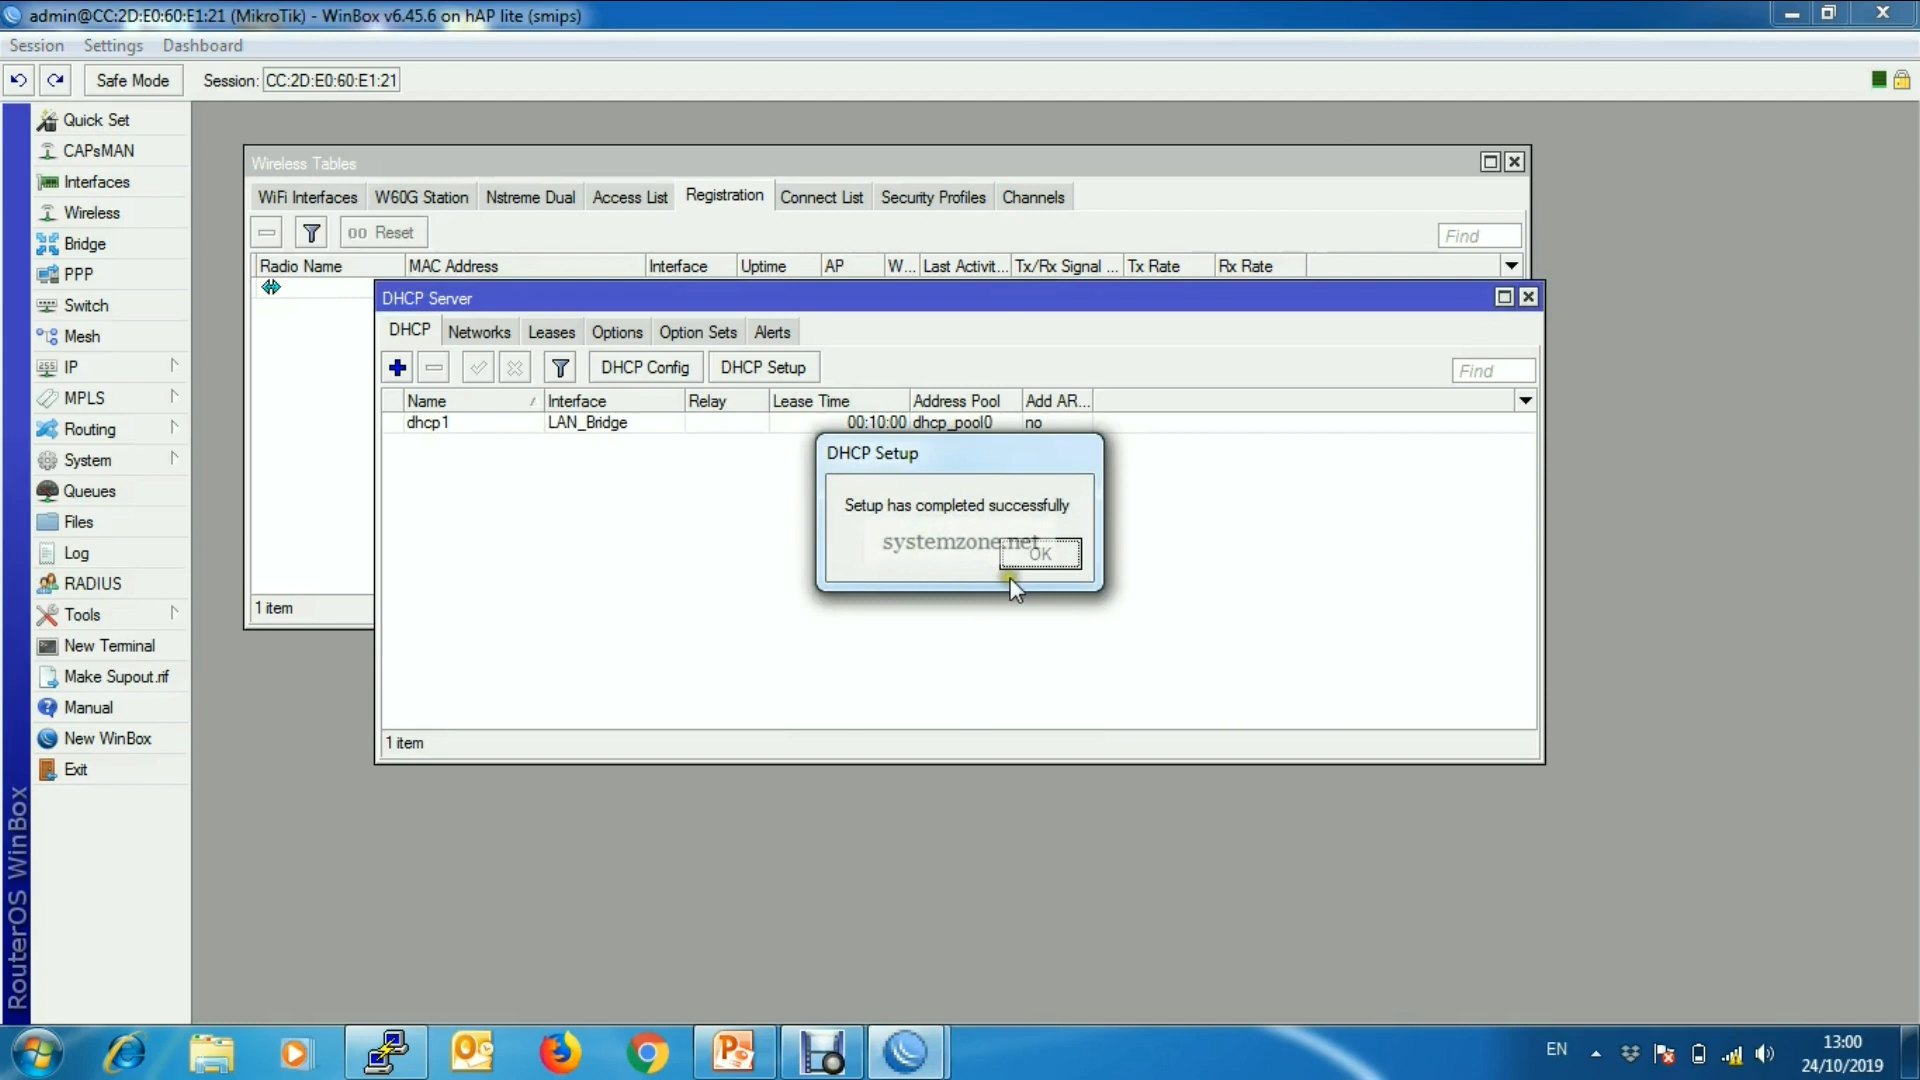 admin@CC:2D:E0:60:E1:21 (MikroTik) - WinBox v6.45.6 on hAP lite (smips)
Session Settings Dashboard
Safe Mode Session: CC:2D:E0:60:E1:21
Quick Set
CAPsMAN
Interfaces
Wireless
Bridge
PPP
Switch
Mesh
IP
MPLS
Routing
System
Queues
Files
Log
RADIUS
Tools
New Terminal
Make Supout.rif
Manual
New WinBox
Exit
RouterOS WinBox
Wireless Tables
WiFi Interfaces W60G Station Nstreme Dual Access List Registration Connect List Security Profiles Channels
00 Reset Find
Radio Name MAC Address Interface Uptime AP W... Last Activit... Tx/Rx Signal ... Tx Rate Rx Rate
1 item
DHCP Server
DHCP Networks Leases Options Option Sets Alerts
DHCP Config DHCP Setup Find
Name Interface Relay Lease Time Address Pool Add AR...
dhcp1 LAN_Bridge 00:10:00 dhcp_pool0 no
DHCP Setup
Setup has completed successfully
systemzone.net
OK
1 item
EN
13:00
24/10/2019